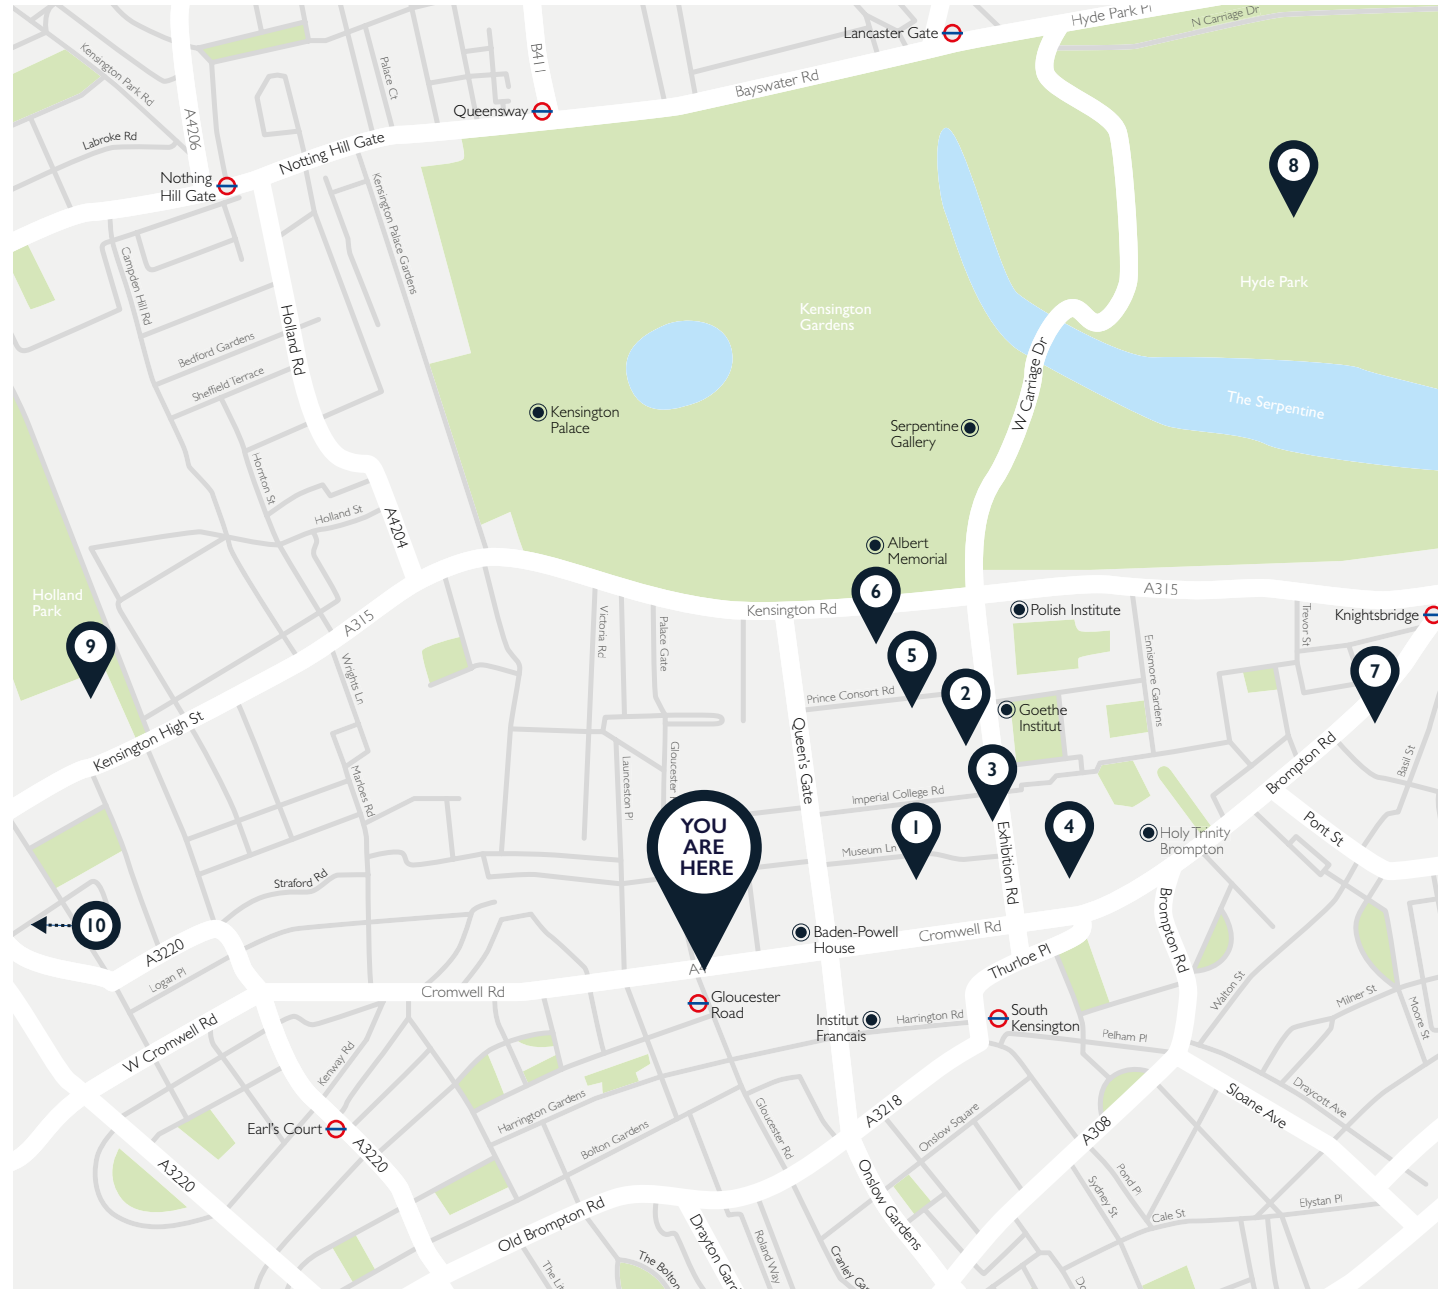 Hyde Park Pl
N Carriage Dr
Lancaster Gate
Kensington Park Rd
Palace Ct
B411
Bayswater Rd
Queensway
A4206
Labroke Rd
Notting Hill Gate
Nothing
Hill Gate
8
Kensington Palace Gardens
Campden Hill Rd
Hyde Park
Kensington
Gardens
Holland Rd
Bedford Gardens
Sheffield Terrace
W Carriage Dr
The Serpentine
Kensington
Palace
Serpentine
Gallery
Hornton St
Holland St
A4204
Albert
Memorial
Holland
Park
6
A315
Kensington Rd
A315
Polish Institute
Trevor St
Knightsbridge
Victoria Rd
Palace Gate
9
5
Ennismore Gardens
7
Wrights Ln
Prince Consort Rd
2
Goethe
Institut
Kensington High St
Queen's Gate
Gloucester
Launceston Pl
Marloes Rd
3
Brompton Rd
Basil St
Imperial College Rd
YOU
ARE
HERE
1
4
Exhibition Rd
Holy Trinity
Brompton
Pont St
Museum Ln
Straford Rd
10
A3220
Logan Pl
Baden-Powell
House
Cromwell Rd
Brompton Rd
Thurloe Pl
A4
Cromwell Rd
Gloucester
Road
Walton St
Milner St
Moore St
W Cromwell Rd
Institut
Francais
Harrington Rd
South
Kensington
Pelham Pl
Kenway Rd
Earl's Court
A3220
A3220
Harrington Gardens
Bolton Gardens
Gloucester Rd
A3218
Onslow Square
A308
Sloane Ave
Draycott Ave
Pond Pl
Sydney St
Cale St
Elystan Pl
Onslow Gardens
Old Brompton Rd
Drayton Gar
Roland Way
Cranley Ga
The Bolton
The Lit